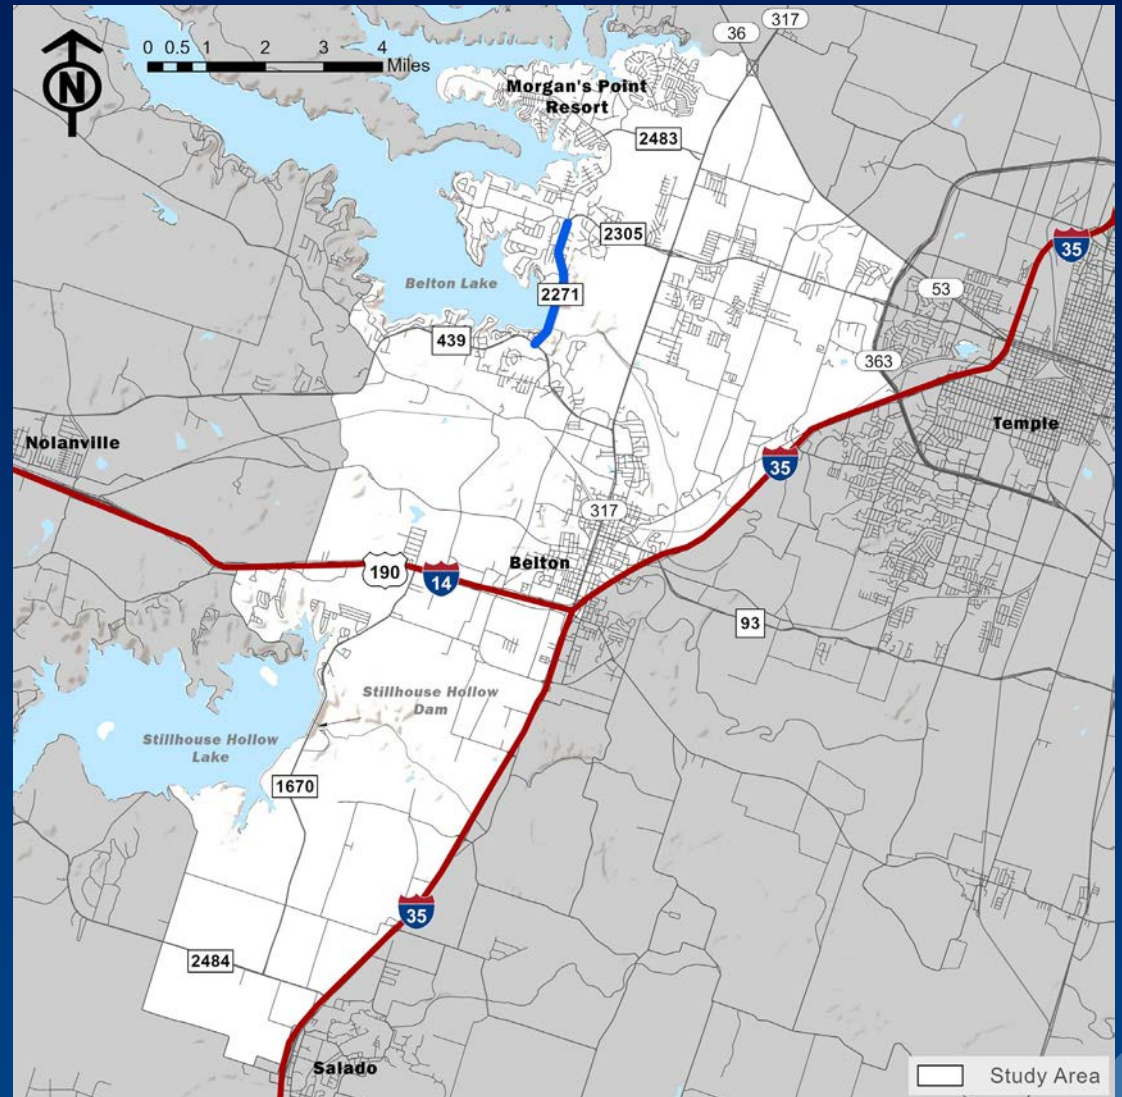 317
36
0 0.5 1 2 3 4
Miles
N
Morgan's Point
Resort
2483
2305
35
Belton Lake
53
2271
439
363
Temple
Nolanville
35
317
Belton
190
14
93
Stillhouse Hollow
Dam
Stillhouse Hollow
Lake
1670
35
2484
Salado
Study Area